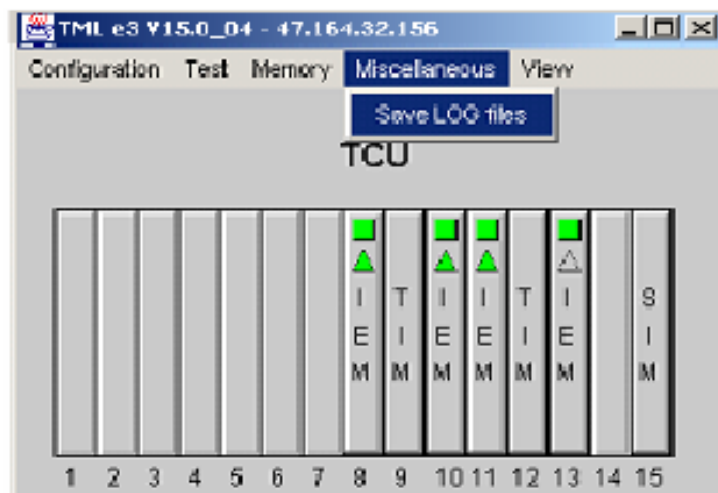 TML e3 V15.0_04 - 47.164.32.156
Configuration Test Memory Miscellaneous View
Save LOG files
TCU
I T I I T I S
E I E E I E I
M M M M M M M
1 2 3 4 5 6 7 8 9 10 11 12 13 14 15